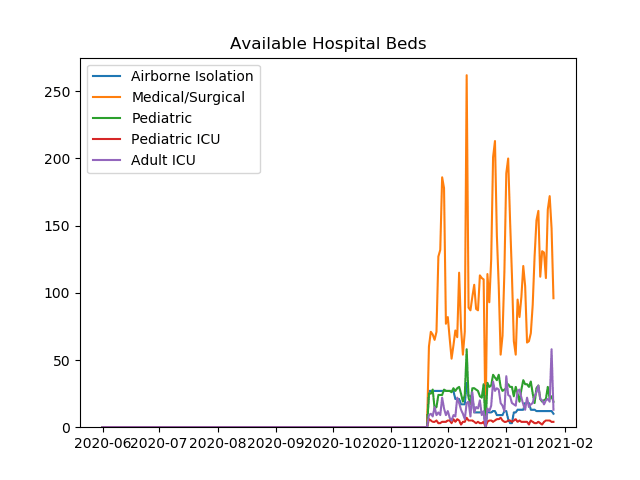 Available Hospital Beds
Airborne Isolation
Medical/Surgical
Pediatric
Pediatric ICU
Adult ICU
250
200
150
100
50
0
2020-06 2020-07 2020-08 2020-09 2020-10 2020-11 2020-12 2021-01 2021-02